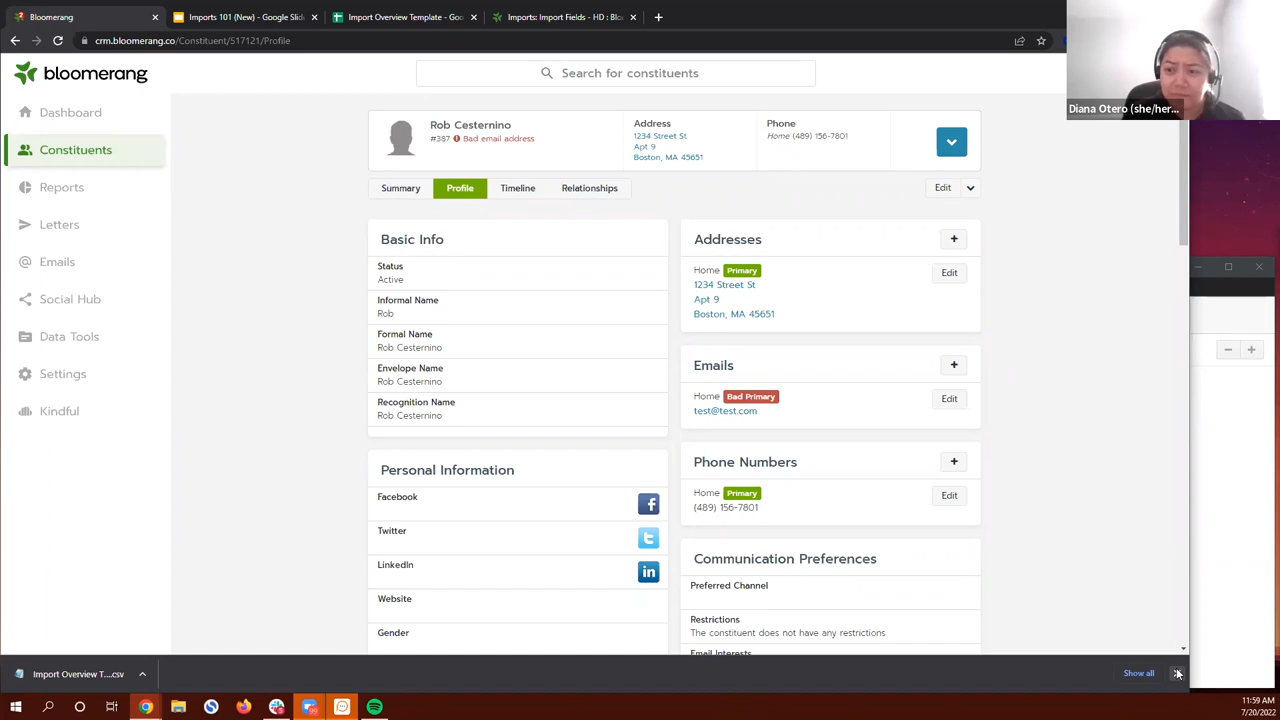 Bloomerang
Imports 101 (New) - Google Slid
Import Overview Template - Goo
Imports: Import Fields - HD : Blo
crm.bloomerang.co/Constituent/517121/Profile
Diana Otero (she/her...
bloomerang
Search for constituents
Dashboard
Constituents
Reports
Letters
Emails
Social Hub
Data Tools
Settings
Kindful
Rob Cesternino
#387 Bad email address
Address
1234 Street St
Apt 9
Boston, MA 45651
Phone
Home (489) 156-7801
Summary
Profile
Timeline
Relationships
Edit
Basic Info
Status
Active
Informal Name
Rob
Formal Name
Rob Cesternino
Envelope Name
Rob Cesternino
Recognition Name
Rob Cesternino
Personal Information
Facebook
Twitter
LinkedIn
Website
Gender
Addresses
Home Primary
Edit
1234 Street St
Apt 9
Boston, MA 45651
Emails
Home Bad Primary
Edit
test@test.com
Phone Numbers
Home Primary
Edit
(489) 156-7801
Communication Preferences
Preferred Channel
Restrictions
The constituent does not have any restrictions
Email Interests
Import Overview T....csv
Show all
11:59 AM
7/20/2022